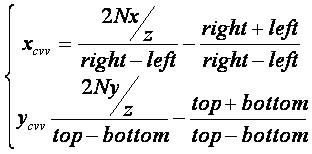 x_cvv = (2Nx/z)/(right − left) − (right + left)/(right − left)
y_cvv (2Ny/z)/(top − bottom) − (top + bottom)/(top − bottom)